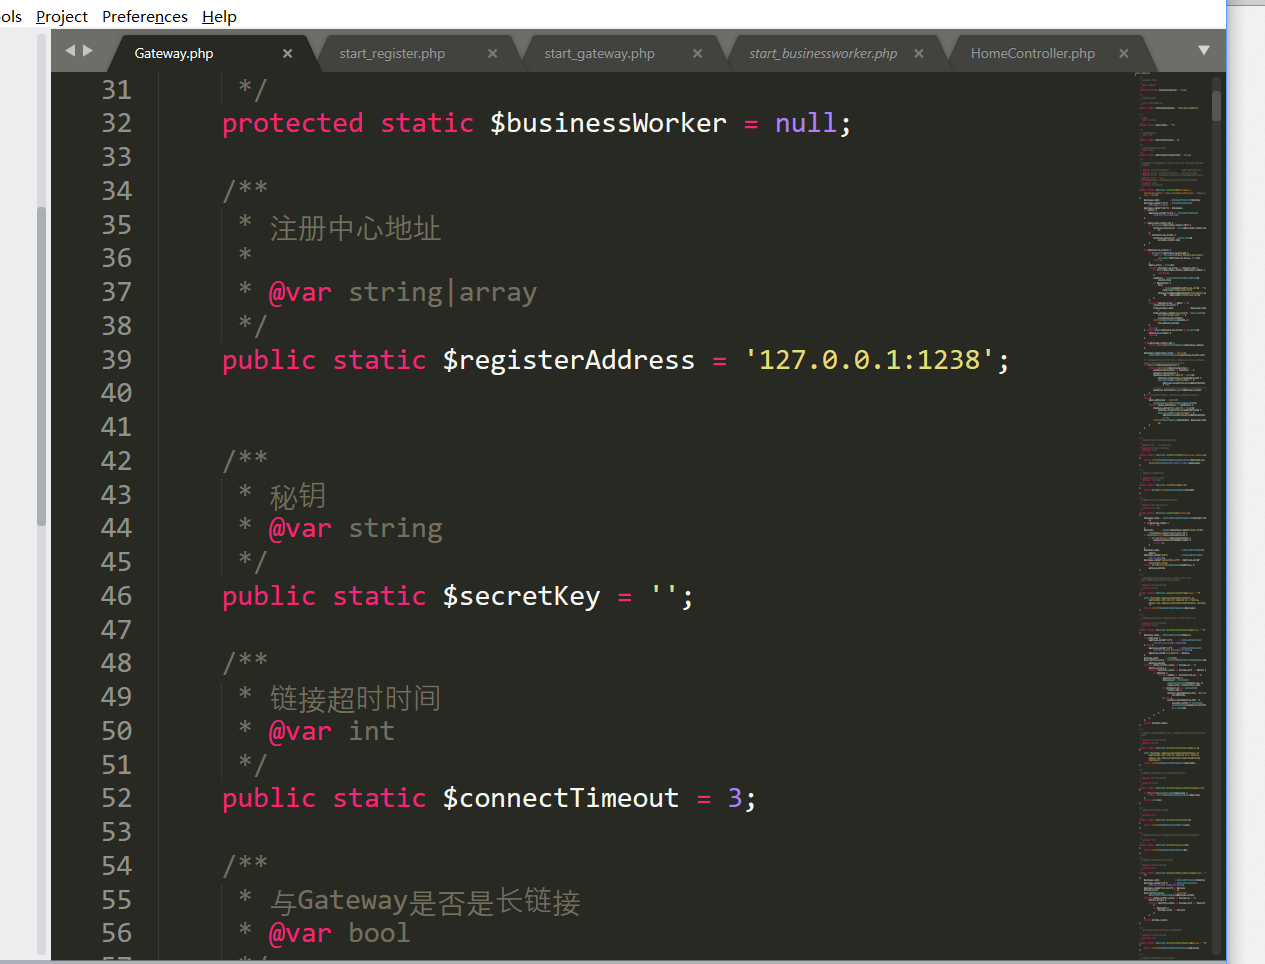 ols Project Preferences Help
Gateway.php × start_register.php × start_gateway.php × start_businessworker.php × HomeController.php ×
31 */
32 protected static $businessWorker = null;
33
34 /**
35 * 注册中心地址
36 *
37 * @var string|array
38 */
39 public static $registerAddress = '127.0.0.1:1238';
40
41
42 /**
43 * 秘钥
44 * @var string
45 */
46 public static $secretKey = '';
47
48 /**
49 * 链接超时时间
50 * @var int
51 */
52 public static $connectTimeout = 3;
53
54 /**
55 * 与Gateway是否是长链接
56 * @var bool
57 */